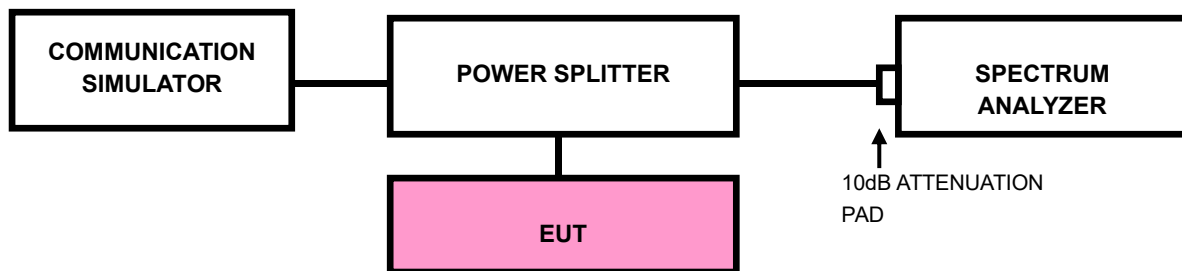 COMMUNICATION
SIMULATOR
POWER SPLITTER
SPECTRUM
ANALYZER
10dB ATTENUATION
PAD
EUT